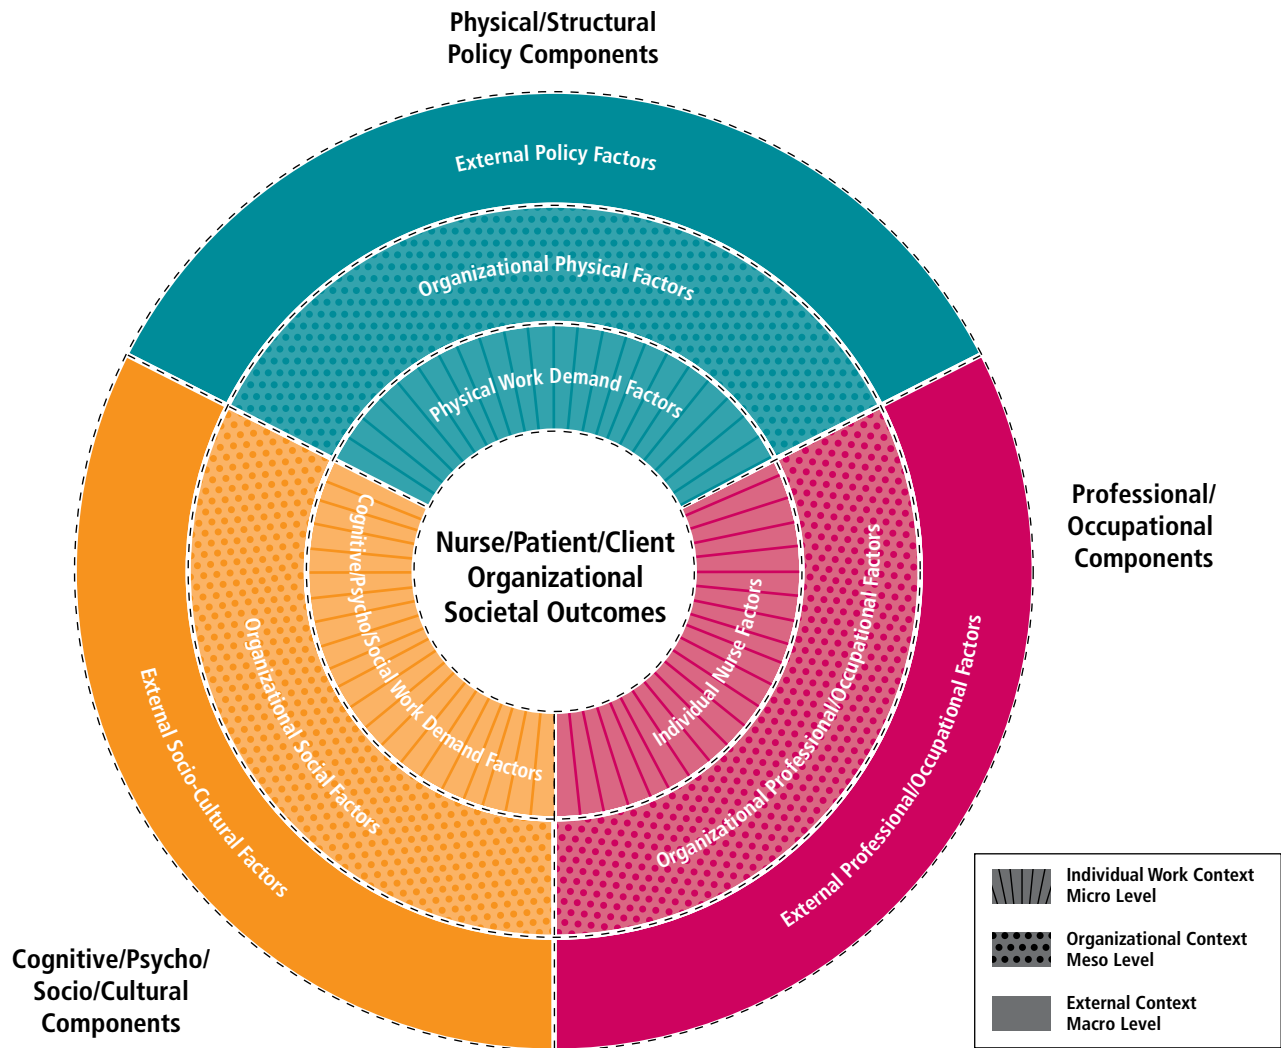 Physical/Structural
Policy Components
External Policy Factors
Organizational Physical Factors
Physical Work Demand Factors
Nurse/Patient/Client
Organizational
Societal Outcomes
Professional/
Occupational
Components
Cognitive/Psycho/Social Work Demand Factors
Organizational Social Factors
External Socio-Cultural Factors
Individual Nurse Factors
Organizational Professional/Occupational Factors
External Professional/Occupational Factors
Cognitive/Psycho/
Socio/Cultural
Components
Individual Work Context
Micro Level
Organizational Context
Meso Level
External Context
Macro Level